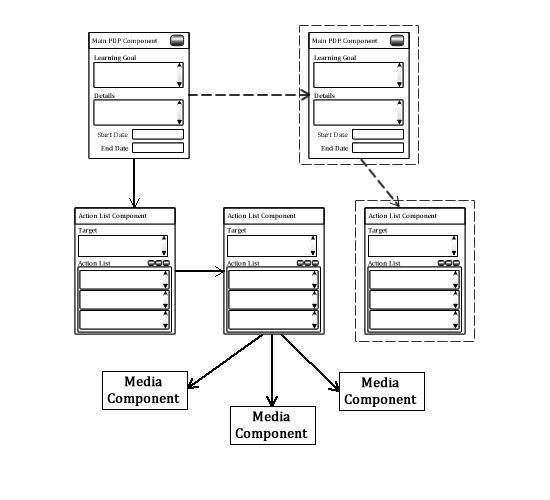 Main PDP Component
Learning Goal
Details
Start Date
End Date
Main PDP Component
Learning Goal
Details
Start Date
End Date
Action List Component
Target
Action List
Action List Component
Target
Action List
Action List Component
Target
Action List
Media
Component
Media
Component
Media
Component